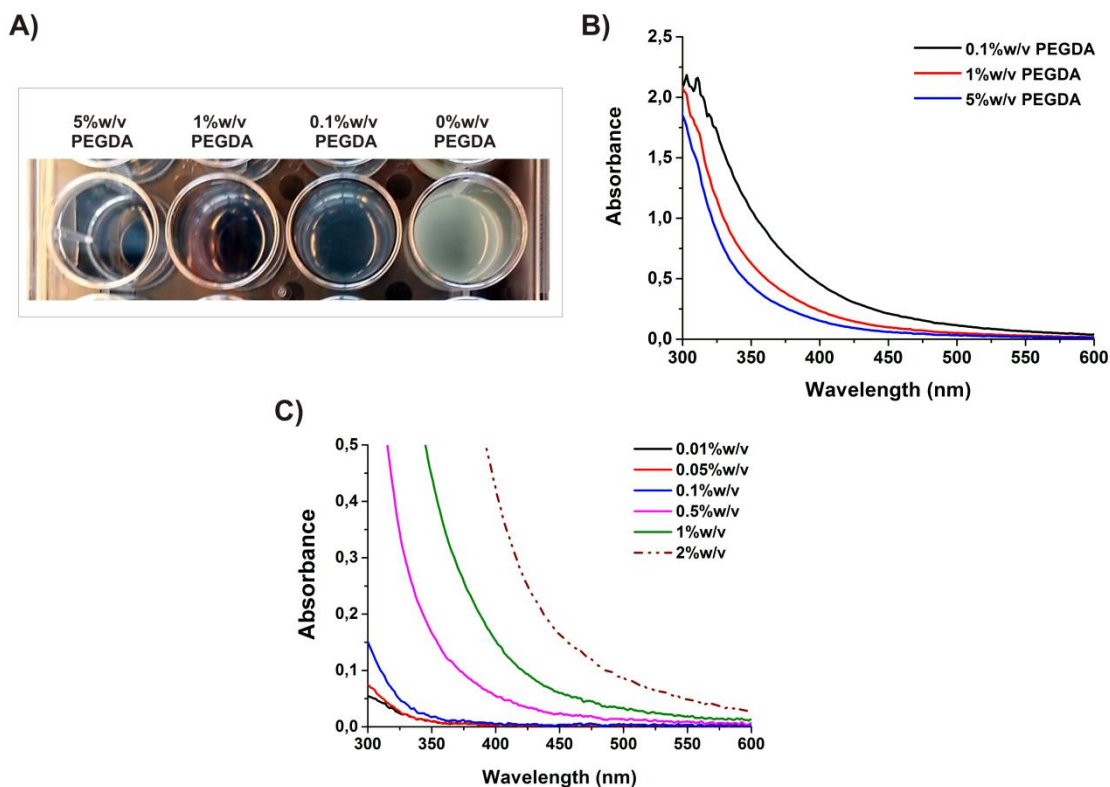 A)
5%w/v 1%w/v 0.1%w/v 0%w/v
PEGDA PEGDA PEGDA PEGDA
B)
2,5
2,0
1,5
1,0
0,5
0,0
Absorbance
300 350 400 450 500 550 600
Wavelength (nm)
0.1%w/v PEGDA
1%w/v PEGDA
5%w/v PEGDA
C)
0,5
0,4
0,3
0,2
0,1
0,0
Absorbance
300 350 400 450 500 550 600
Wavelength (nm)
0.01%w/v
0.05%w/v
0.1%w/v
0.5%w/v
1%w/v
2%w/v